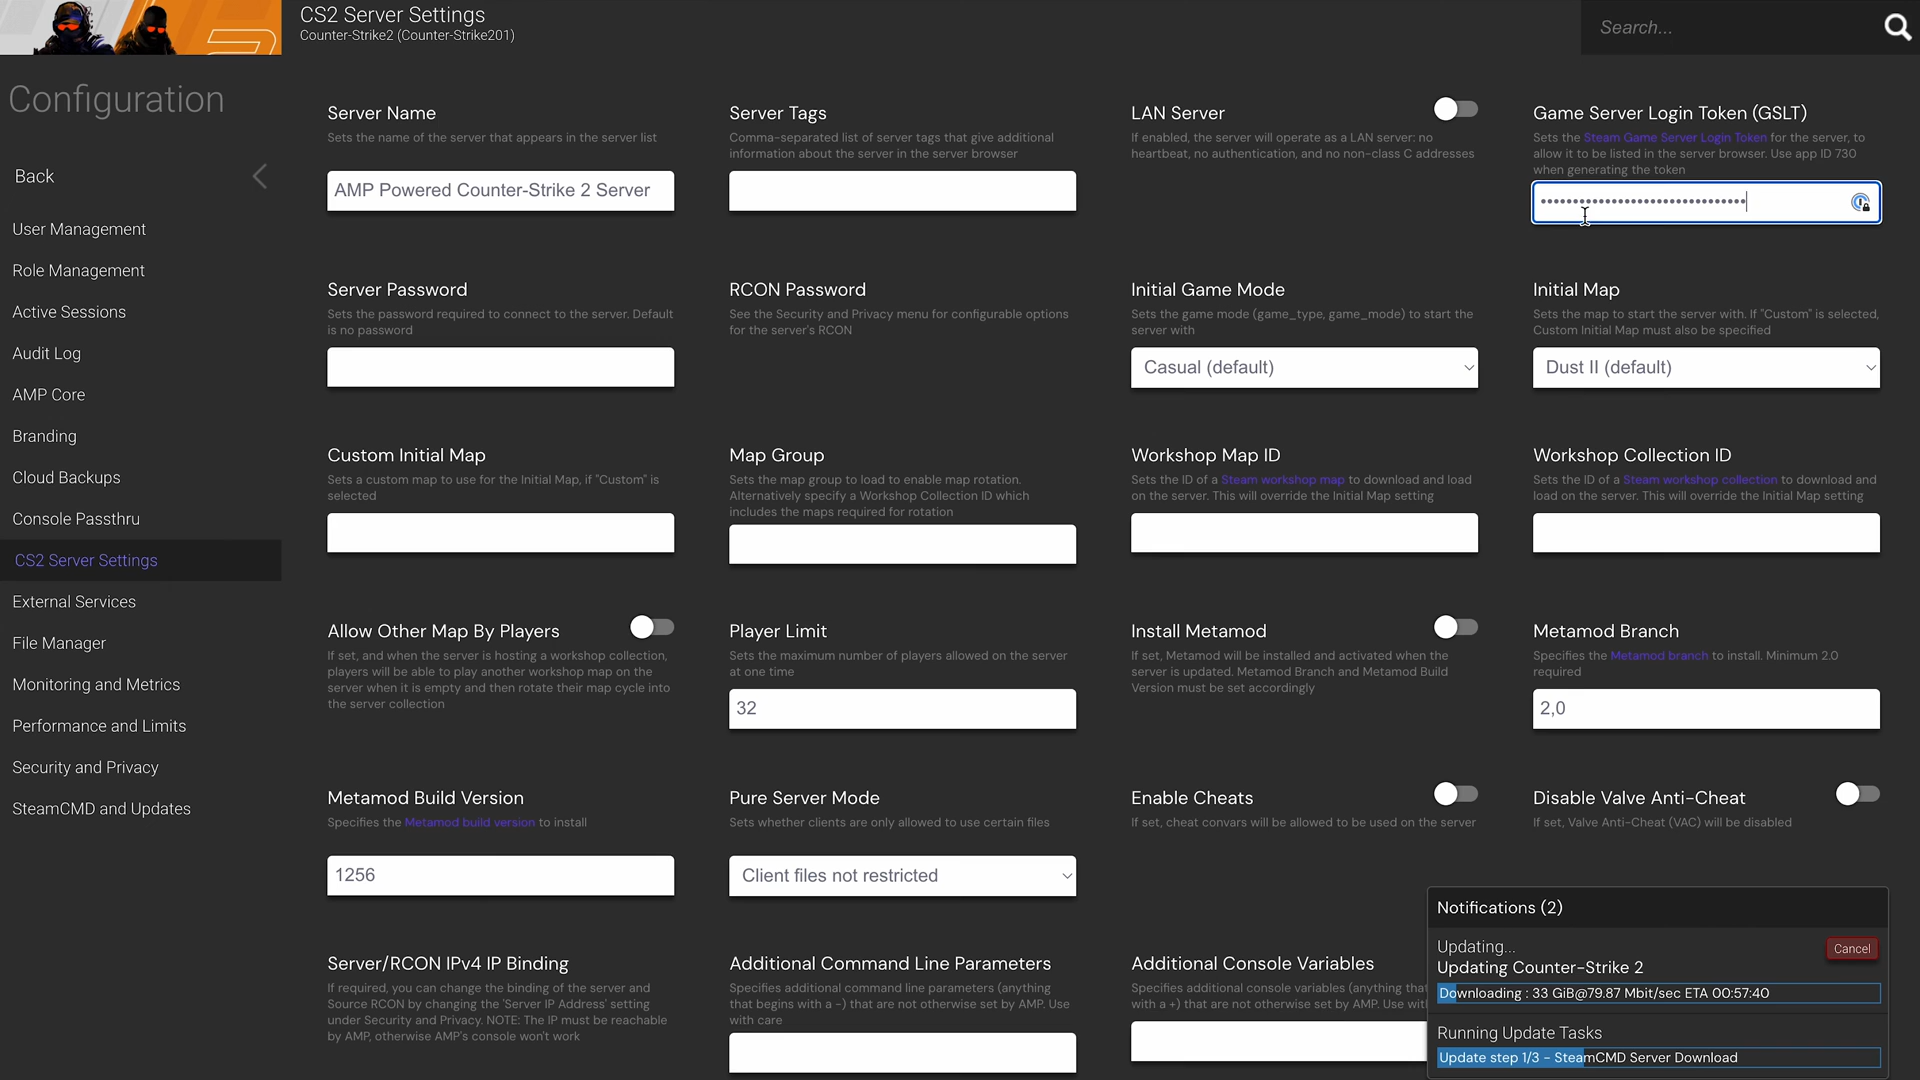 CS2 Server Settings
Counter-Strike2 (Counter-Strike201)
Search...
Configuration
Back
User Management
Role Management
Active Sessions
Audit Log
AMP Core
Branding
Cloud Backups
Console Passthru
CS2 Server Settings
External Services
File Manager
Monitoring and Metrics
Performance and Limits
Security and Privacy
SteamCMD and Updates
Server Name
Sets the name of the server that appears in the server list
AMP Powered Counter-Strike 2 Server
Server Tags
Comma-separated list of server tags that give additional
information about the server in the server browser
LAN Server
If enabled, the server will operate as a LAN server: no
heartbeat, no authentication, and no non-class C addresses
Game Server Login Token (GSLT)
Sets the Steam Game Server Login Token for the server, to
allow it to be listed in the server browser. Use app ID 730
when generating the token
Server Password
Sets the password required to connect to the server. Default
is no password
RCON Password
See the Security and Privacy menu for configurable options
for the server's RCON
Initial Game Mode
Sets the game mode (game_type, game_mode) to start the
server with
Casual (default)
Initial Map
Sets the map to start the server with. If "Custom" is selected,
Custom Initial Map must also be specified
Dust II (default)
Custom Initial Map
Sets a custom map to use for the Initial Map, if "Custom" is
selected
Map Group
Sets the map group to load to enable map rotation.
Alternatively specify a Workshop Collection ID which
includes the maps required for rotation
Workshop Map ID
Sets the ID of a Steam workshop map to download and load
on the server. This will override the Initial Map setting
Workshop Collection ID
Sets the ID of a Steam workshop collection to download and
load on the server. This will override the Initial Map setting
Allow Other Map By Players
If set, and when the server is hosting a workshop collection,
players will be able to play another workshop map on the
server when it is empty and then rotate their map cycle into
the server collection
Player Limit
Sets the maximum number of players allowed on the server
at one time
32
Install Metamod
If set, Metamod will be installed and activated when the
server is updated. Metamod Branch and Metamod Build
Version must be set accordingly
Metamod Branch
Specifies the Metamod branch to install. Minimum 2.0
required
2,0
Metamod Build Version
Specifies the Metamod build version to install
1256
Pure Server Mode
Sets whether clients are only allowed to use certain files
Client files not restricted
Enable Cheats
If set, cheat convars will be allowed to be used on the server
Disable Valve Anti-Cheat
If set, Valve Anti-Cheat (VAC) will be disabled
Server/RCON IPv4 IP Binding
If required, you can change the binding of the server and
Source RCON by changing the 'Server IP Address' setting
under Security and Privacy. NOTE: The IP must be reachable
by AMP, otherwise AMP's console won't work
Additional Command Line Parameters
Specifies additional command line parameters (anything
that begins with a -) that are not otherwise set by AMP. Use
with care
Additional Console Variables
Specifies additional console variables (anything tha
with a +) that are not otherwise set by AMP. Use wit
Notifications (2)
Updating...
Cancel
Updating Counter-Strike 2
Downloading : 33 GiB@79.87 Mbit/sec ETA 00:57:40
Running Update Tasks
Update step 1/3 - SteamCMD Server Download